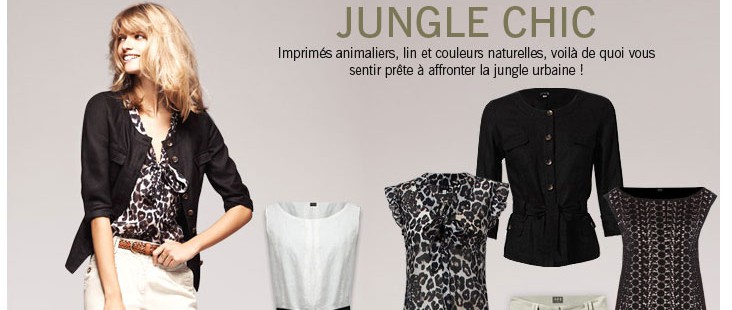 JUNGLE CHIC
Imprimés animaliers, lin et couleurs naturelles, voilà de quoi vous
sentir prête à affronter la jungle urbaine !